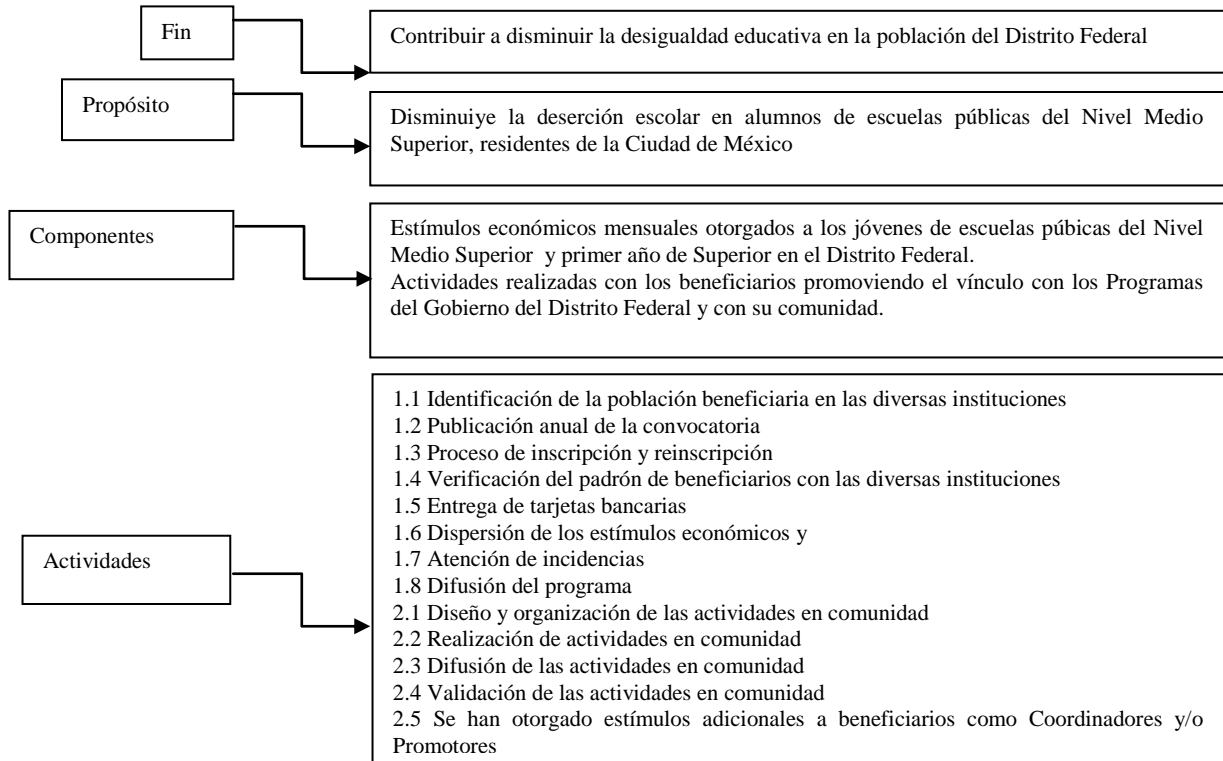 Fin
Contribuir a disminuir la desigualdad educativa en la población del Distrito Federal
Propósito
Disminuiye la deserción escolar en alumnos de escuelas públicas del Nivel Medio
Superior, residentes de la Ciudad de México
Componentes
Estímulos económicos mensuales otorgados a los jóvenes de escuelas púbicas del Nivel
Medio Superior y primer año de Superior en el Distrito Federal.
Actividades realizadas con los beneficiarios promoviendo el vínculo con los Programas
del Gobierno del Distrito Federal y con su comunidad.
Actividades
1.1 Identificación de la población beneficiaria en las diversas instituciones
1.2 Publicación anual de la convocatoria
1.3 Proceso de inscripción y reinscripción
1.4 Verificación del padrón de beneficiarios con las diversas instituciones
1.5 Entrega de tarjetas bancarias
1.6 Dispersión de los estímulos económicos y
1.7 Atención de incidencias
1.8 Difusión del programa
2.1 Diseño y organización de las actividades en comunidad
2.2 Realización de actividades en comunidad
2.3 Difusión de las actividades en comunidad
2.4 Validación de las actividades en comunidad
2.5 Se han otorgado estímulos adicionales a beneficiarios como Coordinadores y/o
Promotores